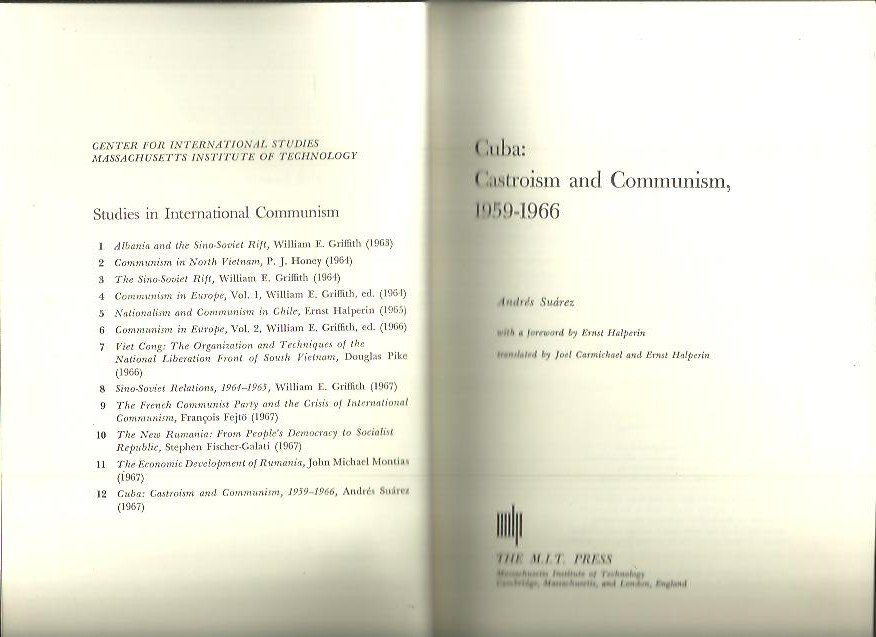 CENTER FOR INTERNATIONAL STUDIES
MASSACHUSETTS INSTITUTE OF TECHNOLOGY
Studies in International Communism
1 Albania and the Sino-Soviet Rift, William E. Griffith (1963)
2 Communism in North Vietnam, P. J. Honey (1964)
3 The Sino-Soviet Rift, William E. Griffith (1964)
4 Communism in Europe, Vol. 1, William E. Griffith, ed. (1964)
5 Nationalism and Communism in Chile, Ernst Halperin (1965)
6 Communism in Europe, Vol. 2, William E. Griffith, ed. (1966)
7 Viet Cong: The Organization and Techniques of the
National Liberation Front of South Vietnam, Douglas Pike
(1966)
8 Sino-Soviet Relations, 1964–1965, William E. Griffith (1967)
9 The French Communist Party and the Crisis of International
Communism, François Fejtö (1967)
10 The New Rumania: From People's Democracy to Socialist
Republic, Stephen Fischer-Galati (1967)
11 The Economic Development of Rumania, John Michael Montias
(1967)
12 Cuba: Castroism and Communism, 1959–1966, Andrés Suárez
(1967)
Cuba:
Castroism and Communism,
1959-1966
Andrés Suárez
with a foreword by Ernst Halperin
translated by Joel Carmichael and Ernst Halperin
THE M.I.T. PRESS
Massachusetts Institute of Technology
Cambridge, Massachusetts, and London, England